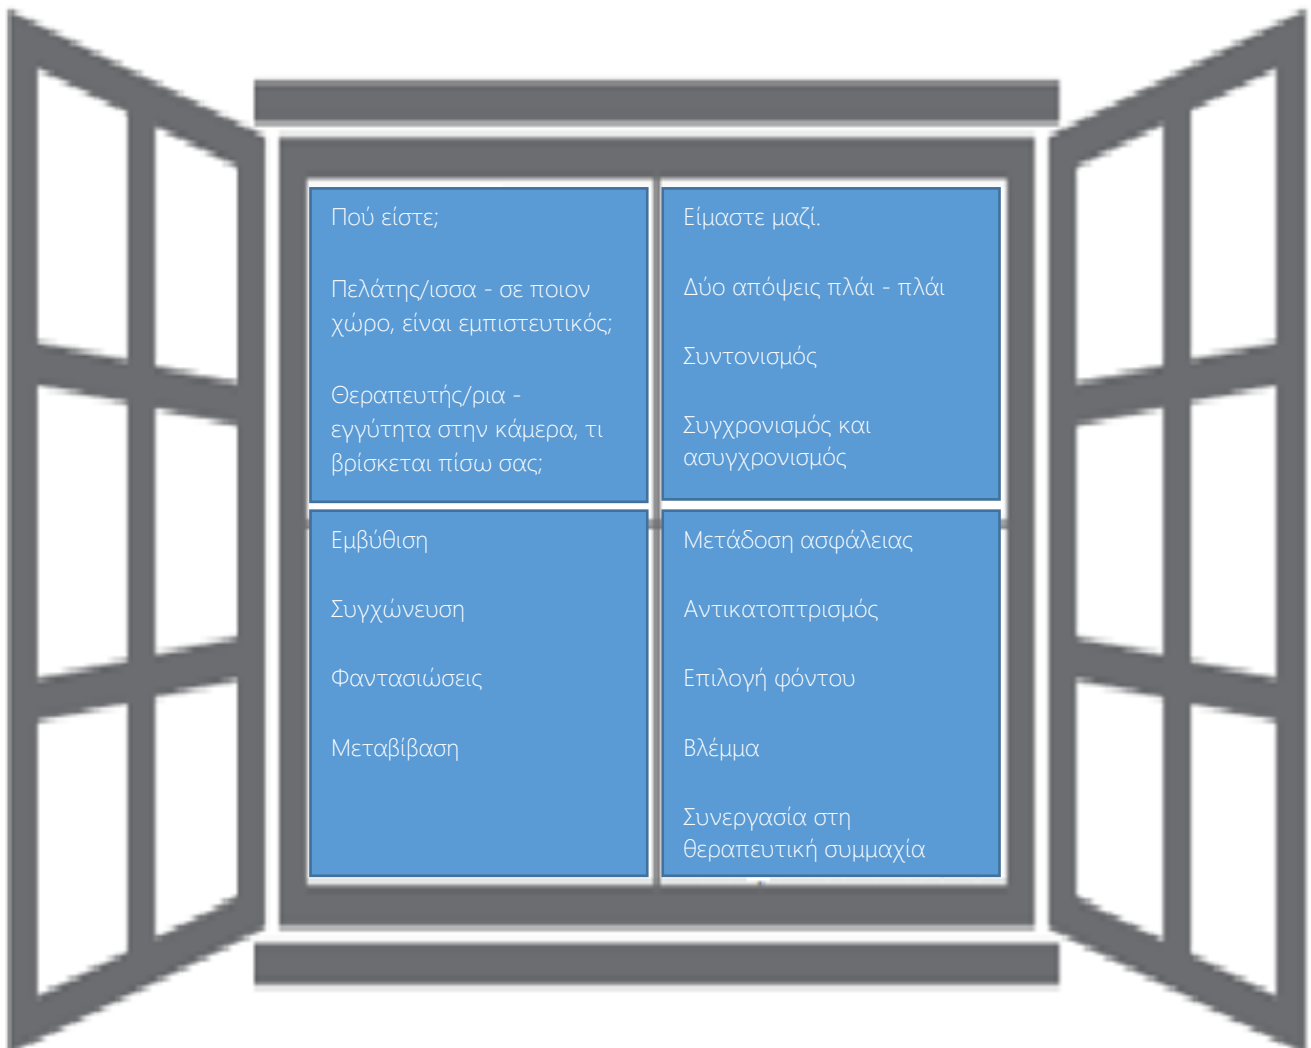 Πού είστε;
Πελάτης/ισσα - σε ποιον
χώρο, είναι εμπιστευτικός;
Θεραπευτής/ρια -
εγγύτητα στην κάμερα, τι
βρίσκεται πίσω σας;
Είμαστε μαζί.
Δύο απόψεις πλάι - πλάι
Συντονισμός
Συγχρονισμός και
ασυγχρονισμός
Εμβύθιση
Συγχώνευση
Φαντασιώσεις
Μεταβίβαση
Μετάδοση ασφάλειας
Αντικατοπτρισμός
Επιλογή φόντου
Βλέμμα
Συνεργασία στη
θεραπευτική συμμαχία